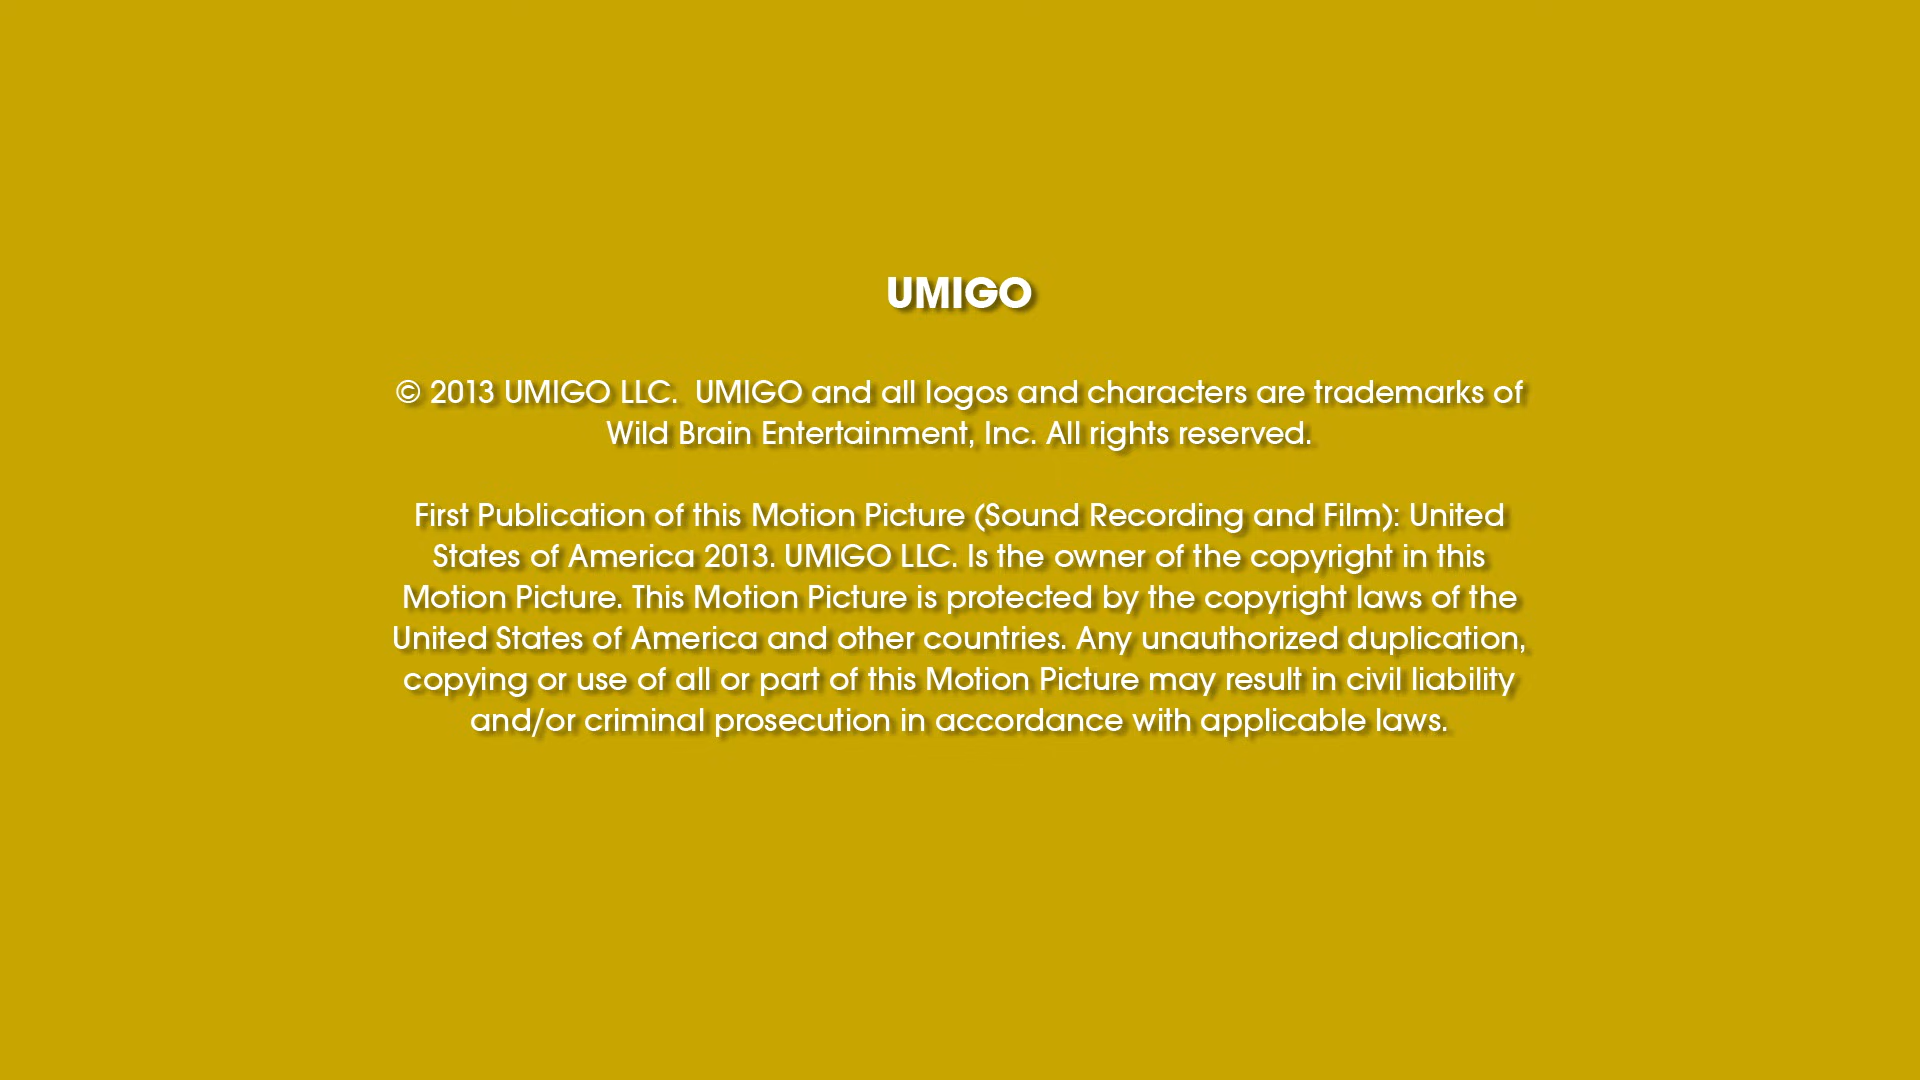 UMIGO
© 2013 UMIGO LLC.  UMIGO and all logos and characters are trademarks of
Wild Brain Entertainment, Inc. All rights reserved.
First Publication of this Motion Picture (Sound Recording and Film): United
States of America 2013. UMIGO LLC. Is the owner of the copyright in this
Motion Picture. This Motion Picture is protected by the copyright laws of the
United States of America and other countries. Any unauthorized duplication,
copying or use of all or part of this Motion Picture may result in civil liability
and/or criminal prosecution in accordance with applicable laws.